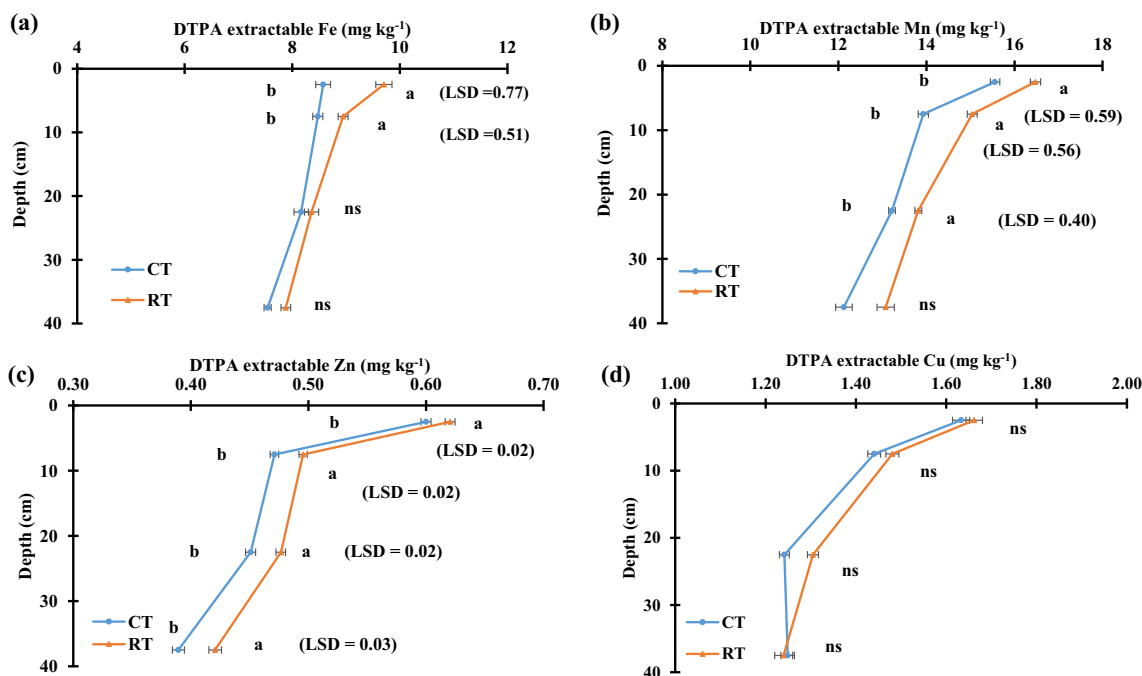 (a)
DTPA extractable Fe (mg kg⁻¹)
4 6 8 10 12
0
10
20
30
40
Depth (cm)
b a (LSD =0.77)
b a (LSD =0.51)
ns
ns
CT
RT
(b)
DTPA extractable Mn (mg kg⁻¹)
8 10 12 14 16 18
0
10
20
30
40
Depth (cm)
b a (LSD = 0.59)
b a (LSD = 0.56)
b a (LSD = 0.40)
ns
CT
RT
(c)
DTPA extractable Zn (mg kg⁻¹)
0.30 0.40 0.50 0.60 0.70
0
10
20
30
40
Depth (cm)
b a (LSD = 0.02)
b a (LSD = 0.02)
b a (LSD = 0.02)
b a (LSD = 0.03)
CT
RT
(d)
DTPA extractable Cu (mg kg⁻¹)
1.00 1.20 1.40 1.60 1.80 2.00
0
10
20
30
40
Depth (cm)
ns
ns
ns
ns
CT
RT